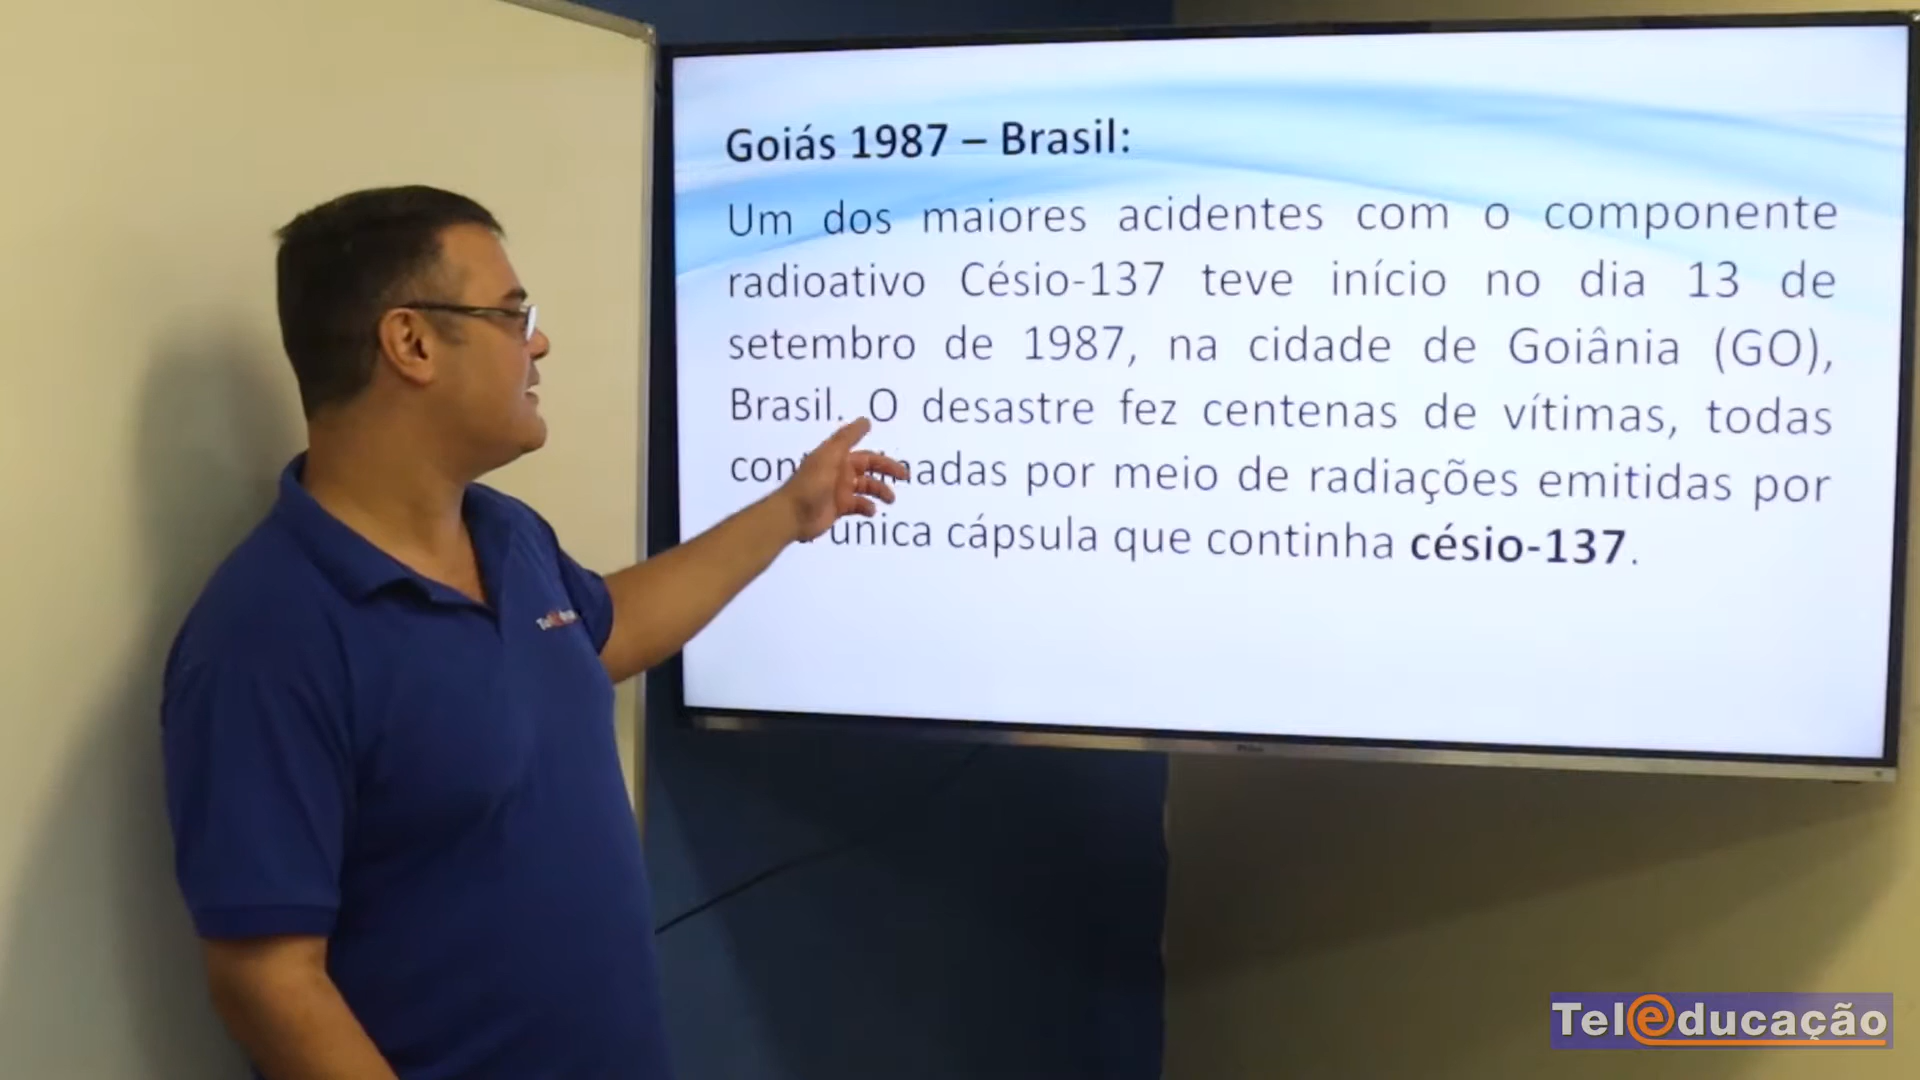 Goiás 1987 – Brasil:
Um dos maiores acidentes com o componente
radioativo Césio-137 teve início no dia 13 de
setembro de 1987, na cidade de Goiânia (GO),
Brasil. O desastre fez centenas de vítimas, todas
por meio de radiações emitidas por
única cápsula que continha césio-137.
Teleducação